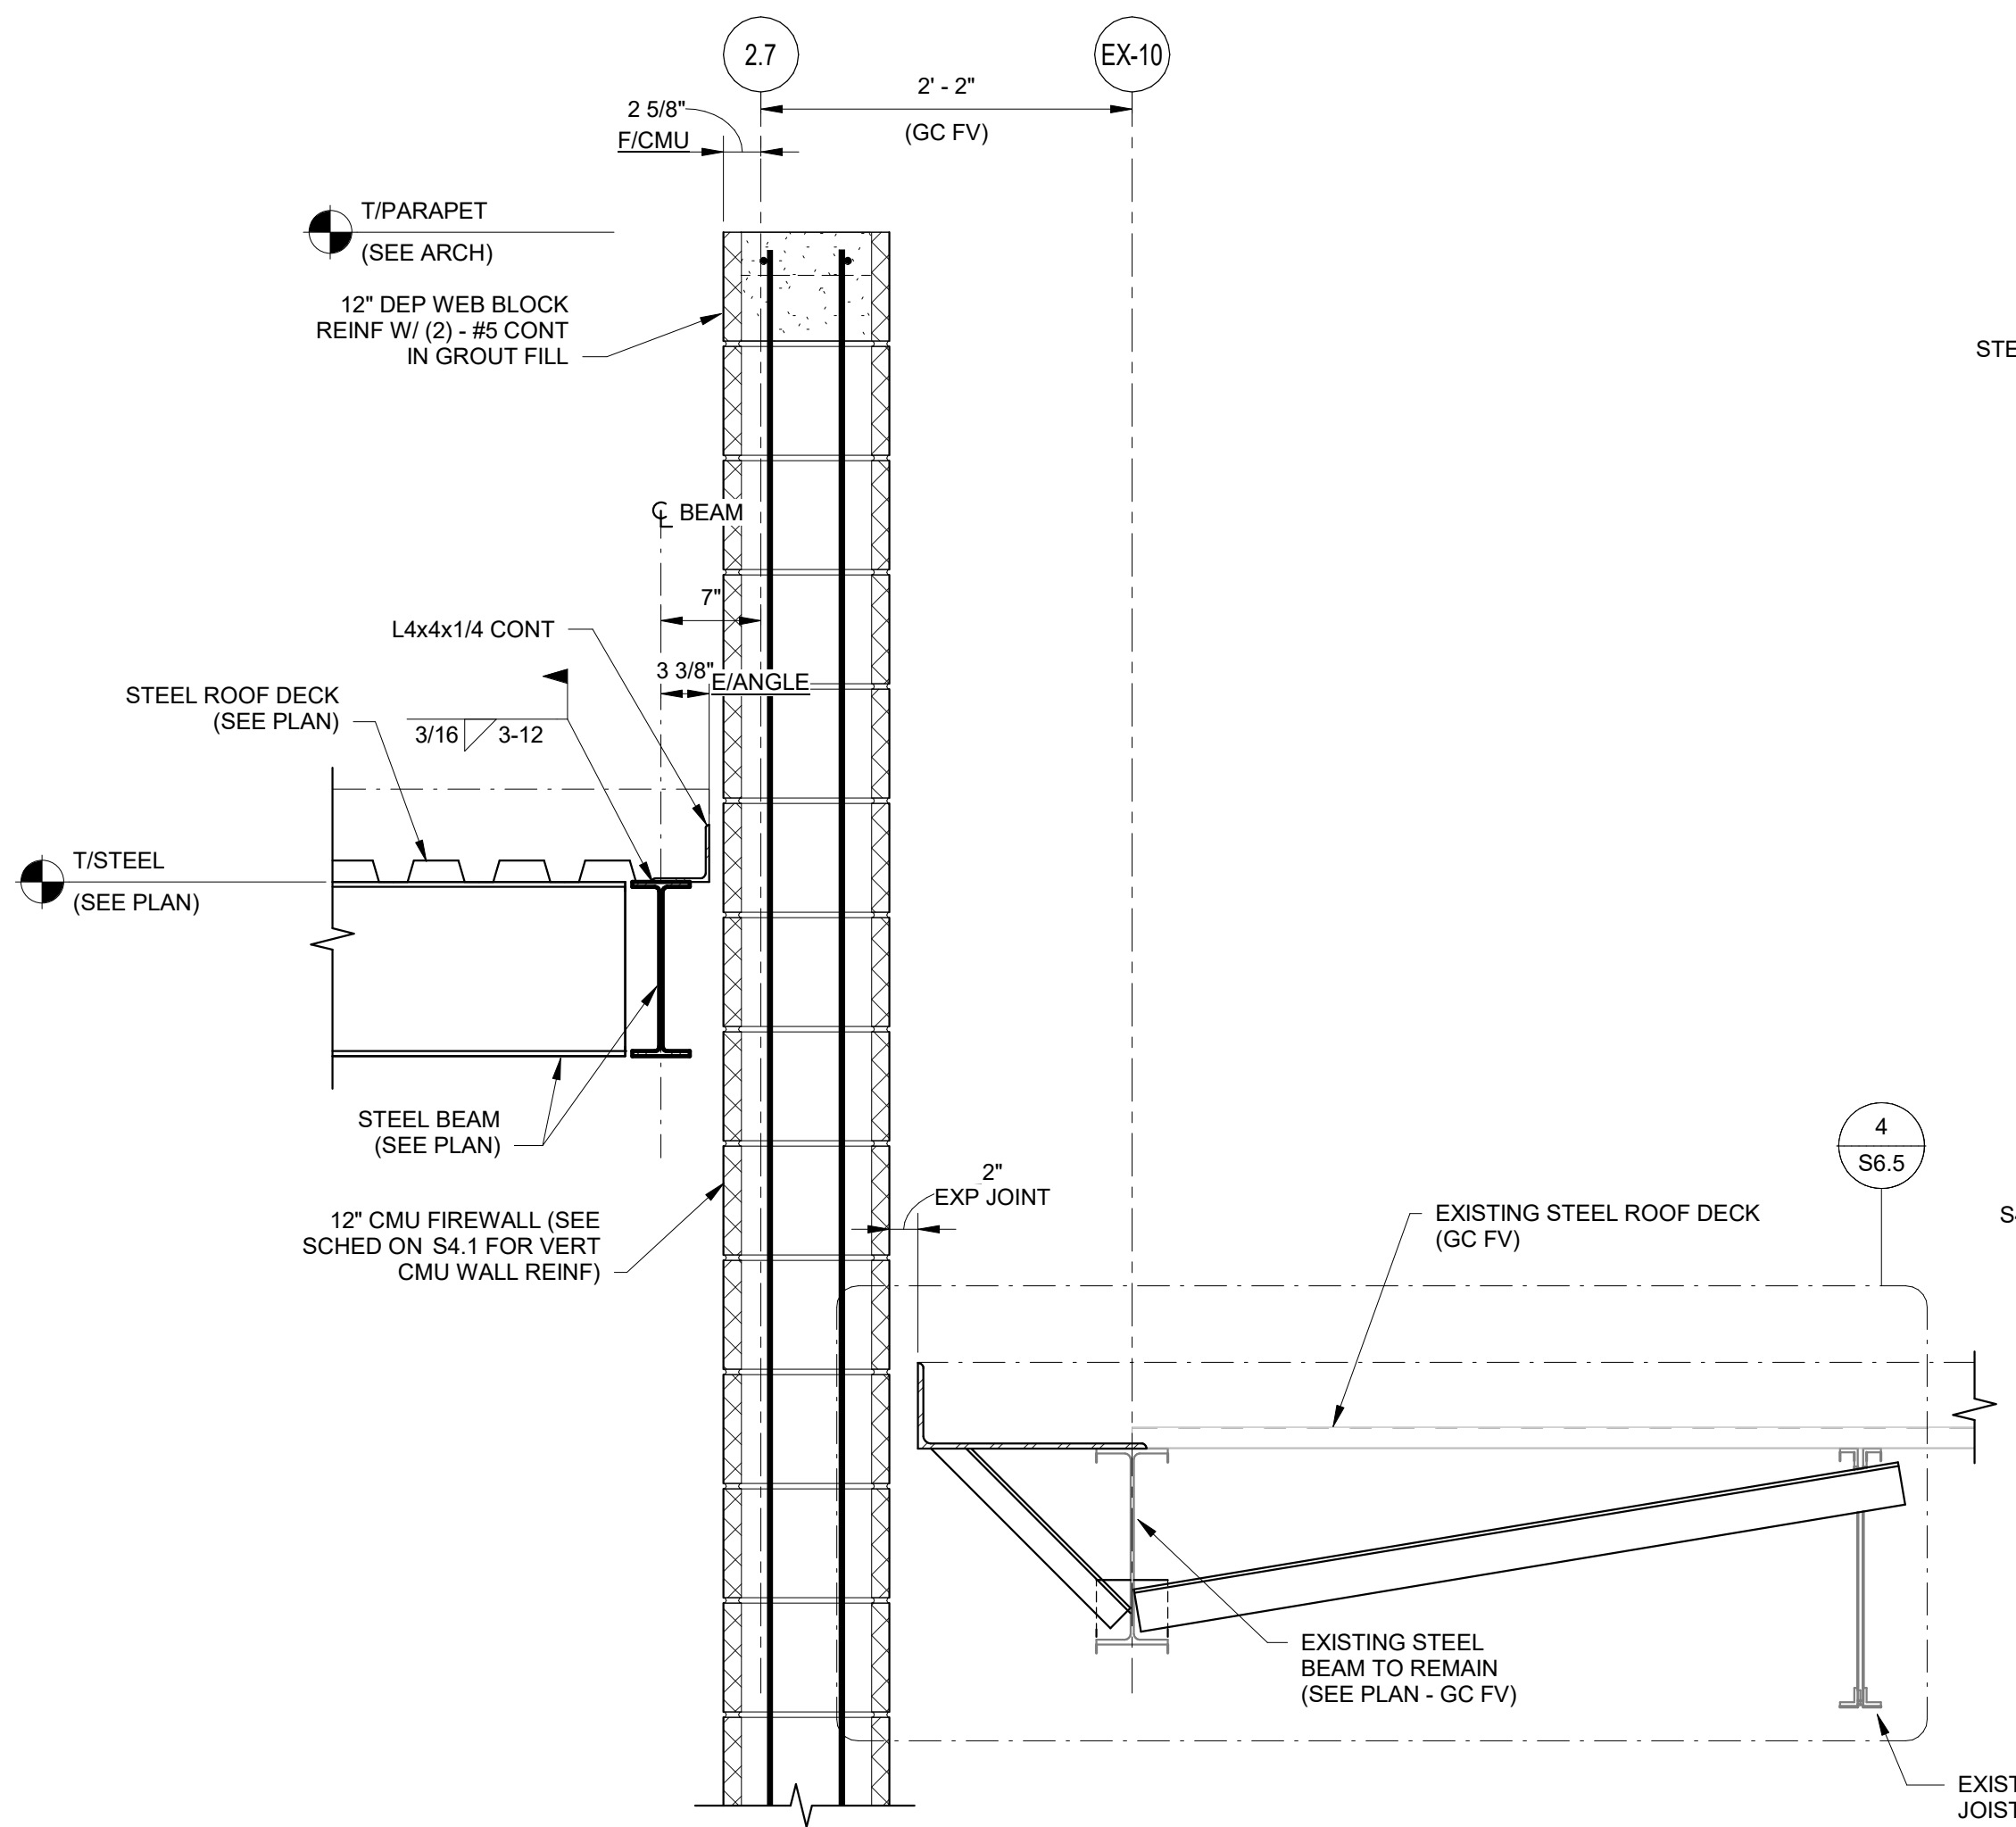 2.7
EX-10
2' - 2"
(GC FV)
2 5/8"
F/CMU
T/PARAPET
(SEE ARCH)
12" DEP WEB BLOCK
REINF W/ (2) - #5 CONT
IN GROUT FILL
STE
℄ BEAM
7"
L4x4x1/4 CONT
3 3/8"
E/ANGLE
STEEL ROOF DECK
(SEE PLAN)
3/16
3-12
T/STEEL
(SEE PLAN)
STEEL BEAM
(SEE PLAN)
4
S6.5
2"
EXP JOINT
12" CMU FIREWALL (SEE
SCHED ON S4.1 FOR VERT
CMU WALL REINF)
EXISTING STEEL ROOF DECK
(GC FV)
S
EXISTING STEEL
BEAM TO REMAIN
(SEE PLAN - GC FV)
EXIST
JOIST